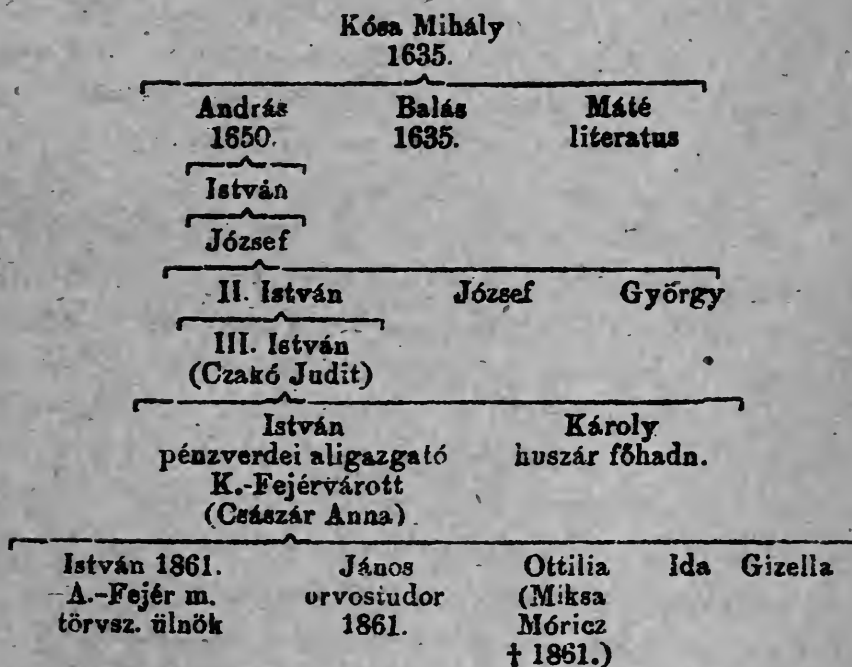 Kósa Mihály
1635.
András Balás Máté
1650. 1635. literatus
István
József
II. István József György
III. István
(Czakó Judit)
István Károly
pénzverdei aligazgató huszár főhadn.
K.-Fejérvárott
(Császár Anna)
István 1861. János Ottilia Ida Gizella
A.-Fejér m. orvostudor (Miksa
törvsz. ülnök 1861. Móricz
† 1861.)